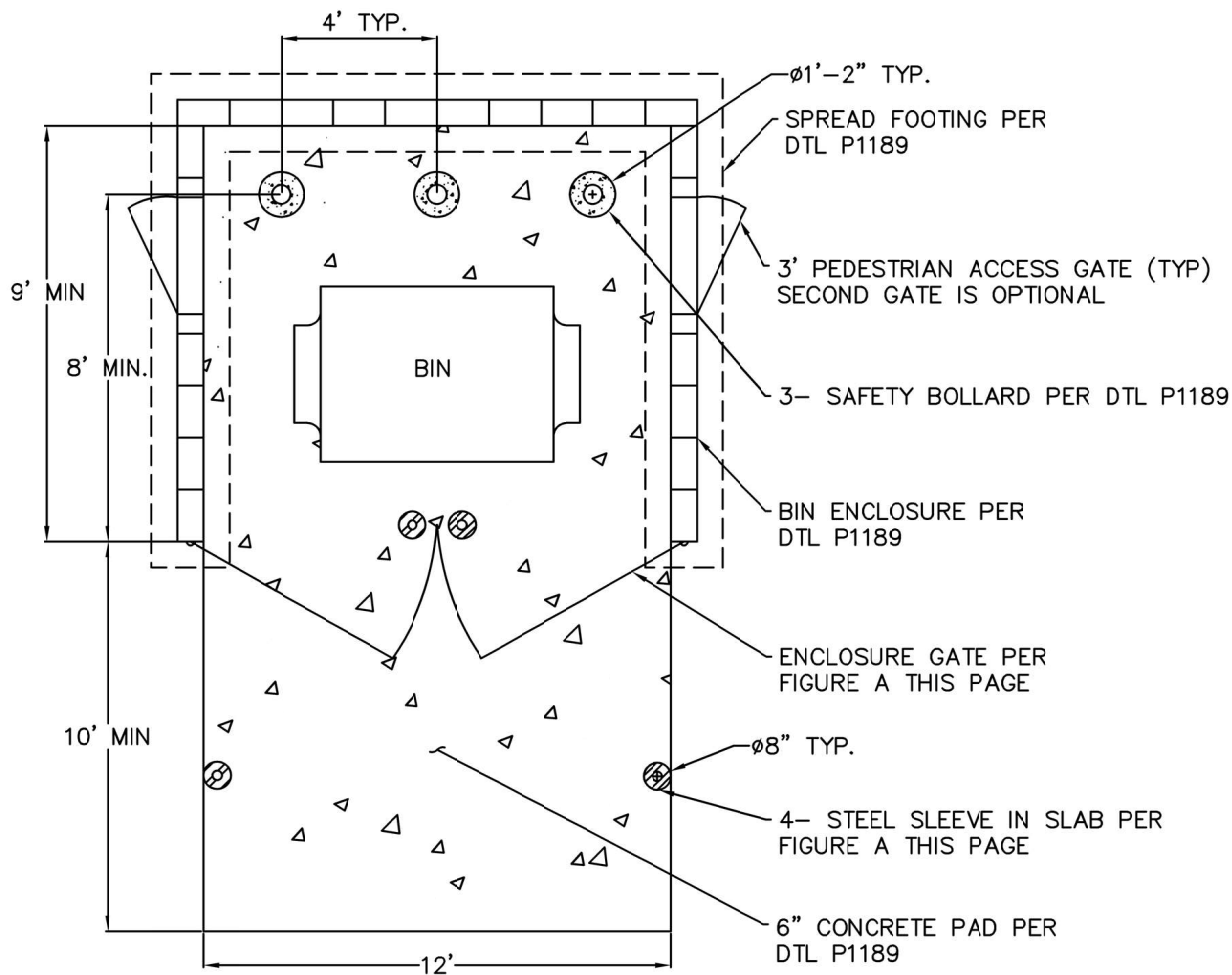 4' TYP.
ø1'-2" TYP.
SPREAD FOOTING PER
DTL P1189
3' PEDESTRIAN ACCESS GATE (TYP)
SECOND GATE IS OPTIONAL
9' MIN
8' MIN.
BIN
3- SAFETY BOLLARD PER DTL P1189
BIN ENCLOSURE PER
DTL P1189
ENCLOSURE GATE PER
FIGURE A THIS PAGE
10' MIN
ø8" TYP.
4- STEEL SLEEVE IN SLAB PER
FIGURE A THIS PAGE
6" CONCRETE PAD PER
DTL P1189
12'